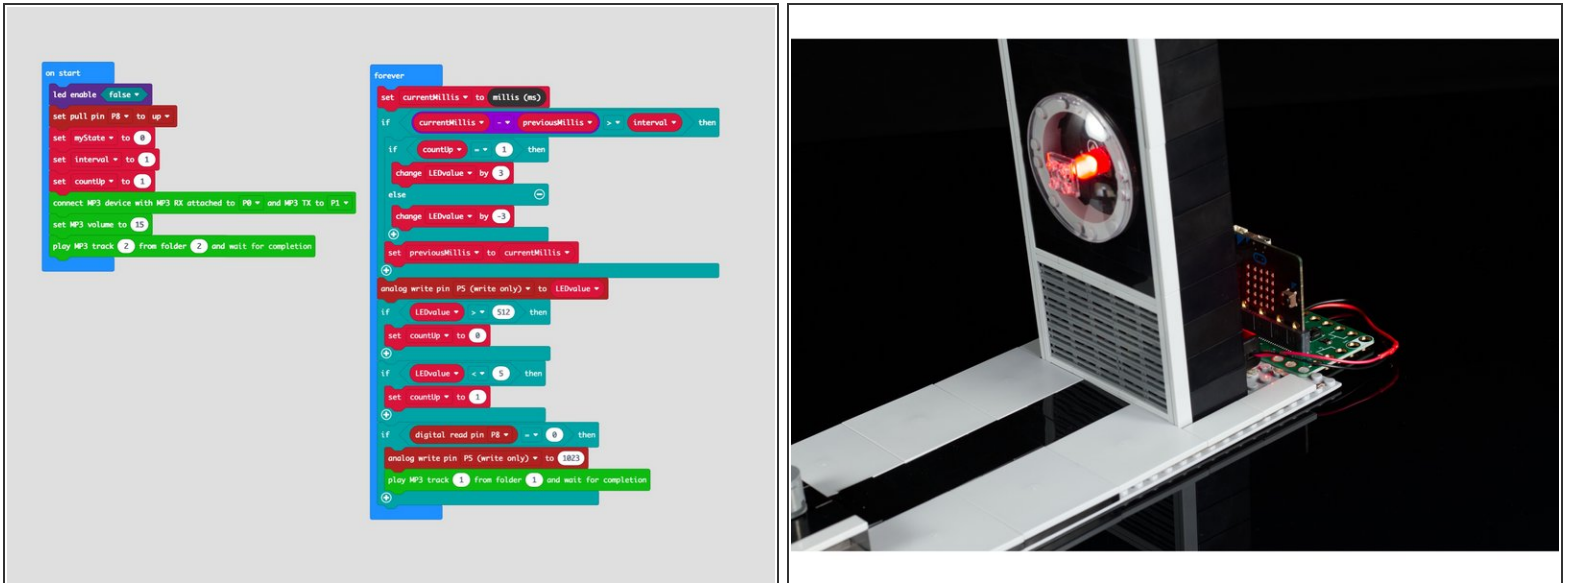 on start
led enable false
set pull pin P8 to up
set myState to 0
set interval to 1
set countUp to 1
connect MP3 device with MP3 RX attached to P0 and MP3 TX to P1
set MP3 volume to 15
play MP3 track 2 from folder 2 and wait for completion
forever
set currentMillis to millis (ms)
if currentMillis - previousMillis > interval then
if countUp = 1 then
change LEDvalue by 3
else
change LEDvalue by -3
set previousMillis to currentMillis
analog write pin P5 (write only) to LEDvalue
if LEDvalue > 512 then
set countUp to 0
if LEDvalue < 5 then
set countUp to 1
if digital read pin P8 = 0 then
analog write pin P5 (write only) to 1023
play MP3 track 1 from folder 1 and wait for completion